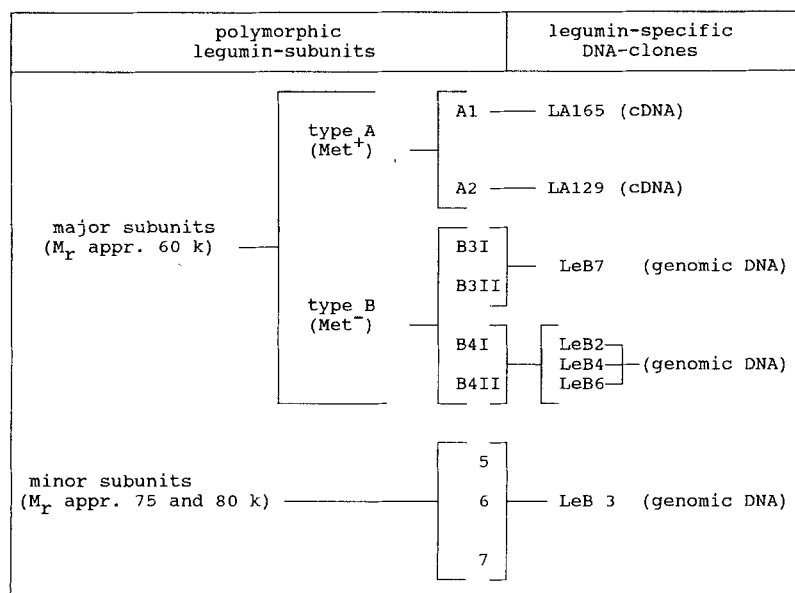 polymorphic legumin-subunits
legumin-specific DNA-clones
type A (Met+)
A1
LA165 (cDNA)
A2
LA129 (cDNA)
major subunits
(Mr appr. 60 k)
type B (Met-)
B3I
B3II
LeB7 (genomic DNA)
B4I
B4II
LeB2
LeB4
LeB6
(genomic DNA)
minor subunits
(Mr appr. 75 and 80 k)
5
6
7
LeB 3 (genomic DNA)